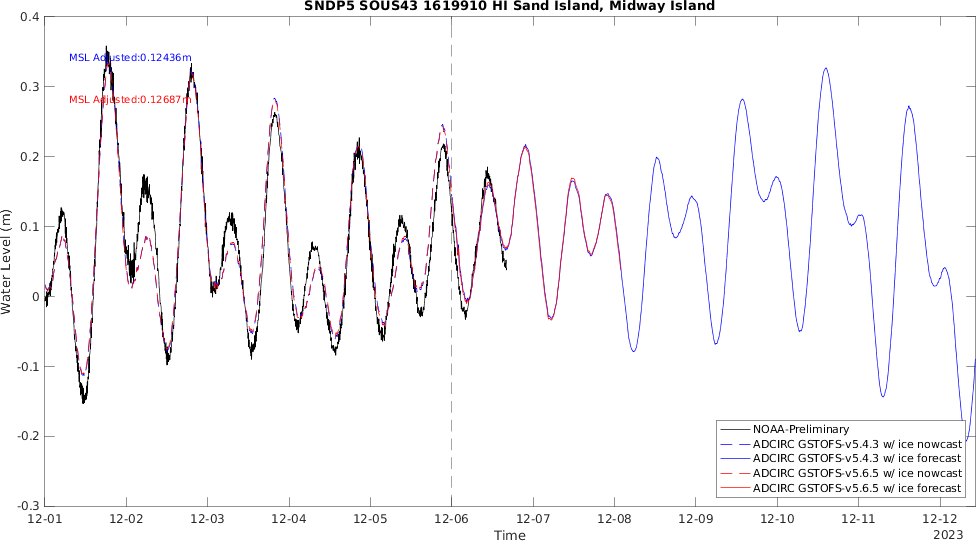 SNDP5 SOUS43 1619910 HI Sand Island, Midway Island
0.4
MSL Adjusted:0.12436m
0.3
MSL Adjusted:0.12687m
0.2
0.1
Water Level (m)
0
-0.1
-0.2
-0.3
NOAA-Preliminary
ADCIRC GSTOFS-v5.4.3 w/ ice nowcast
ADCIRC GSTOFS-v5.4.3 w/ ice forecast
ADCIRC GSTOFS-v5.6.5 w/ ice nowcast
ADCIRC GSTOFS-v5.6.5 w/ ice forecast
12-01 12-02 12-03 12-04 12-05 12-06 12-07 12-08 12-09 12-10 12-11 12-12
Time
2023